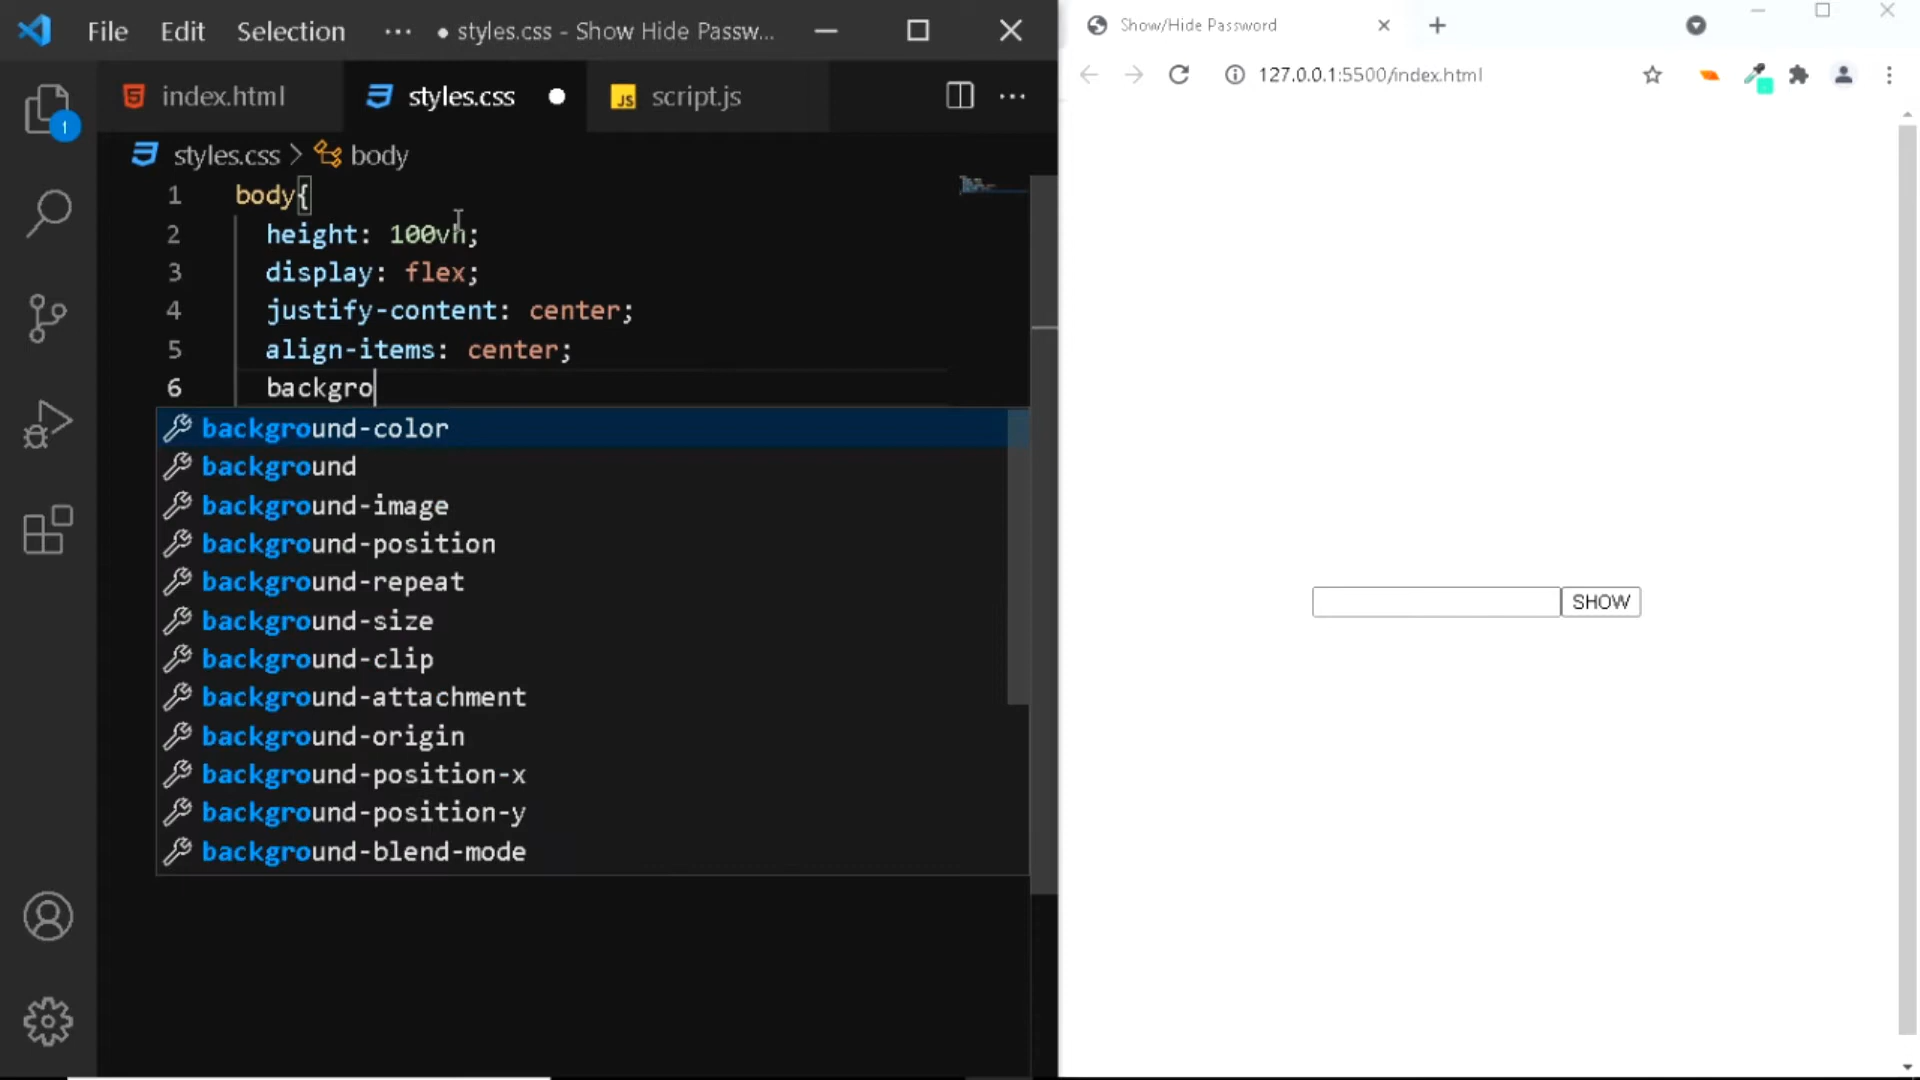 File Edit Selection ··· ● styles.css - Show Hide Passw...
index.html styles.css ● JS script.js ···
styles.css > body
1 body{
2 height: 100vh;
3 display: flex;
4 justify-content: center;
5 align-items: center;
6 backgro
background-color
background
background-image
background-position
background-repeat
background-size
background-clip
background-attachment
background-origin
background-position-x
background-position-y
background-blend-mode
1
Show/Hide Password
127.0.0.1:5500/index.html
SHOW